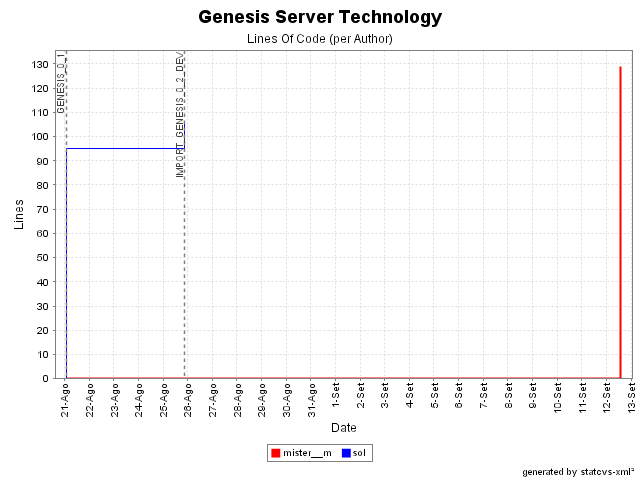 Genesis Server Technology
Lines Of Code (per Author)
GENESIS_0_1
IMPORT_GENESIS_0_2_DEV
Lines
130
120
110
100
90
80
70
60
50
40
30
20
10
0
21-Ago
22-Ago
23-Ago
24-Ago
25-Ago
26-Ago
27-Ago
28-Ago
29-Ago
30-Ago
31-Ago
1-Set
2-Set
3-Set
4-Set
5-Set
6-Set
7-Set
8-Set
9-Set
10-Set
11-Set
12-Set
13-Set
Date
mister__m sol
generated by statcvs-xml²